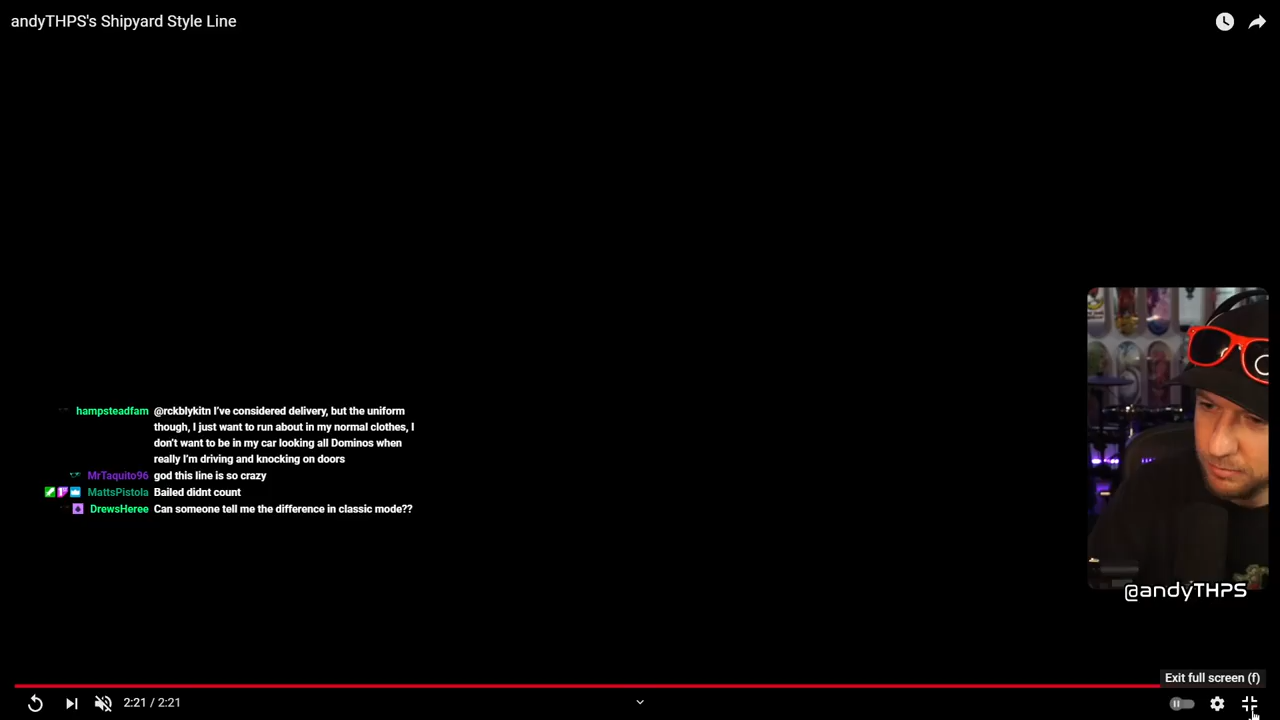 andyTHPS's Shipyard Style Line
hampsteadfam @rckblykitn I've considered delivery, but the uniform
though, I just want to run about in my normal clothes, I
don't want to be in my car looking all Dominos when
really I'm driving and knocking on doors
MrTaquito96 god this line is so crazy
MattsPistola Bailed didnt count
DrewsHeree Can someone tell me the difference in classic mode??
@andyTHPS
Exit full screen (f)
2:21 / 2:21